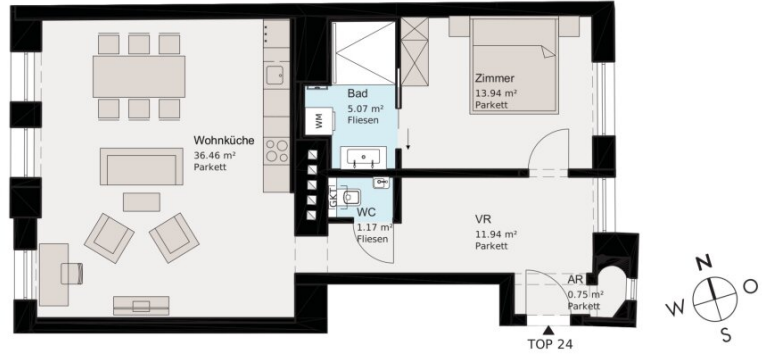 Wohnküche
36.46 m²
Parkett
Bad
5.07 m²
Fliesen
WM
Zimmer
13.94 m²
Parkett
GKT
WC
1.17 m²
Fliesen
VR
11.94 m²
Parkett
AR
0.75 m²
Parkett
TOP 24
N
W O
S